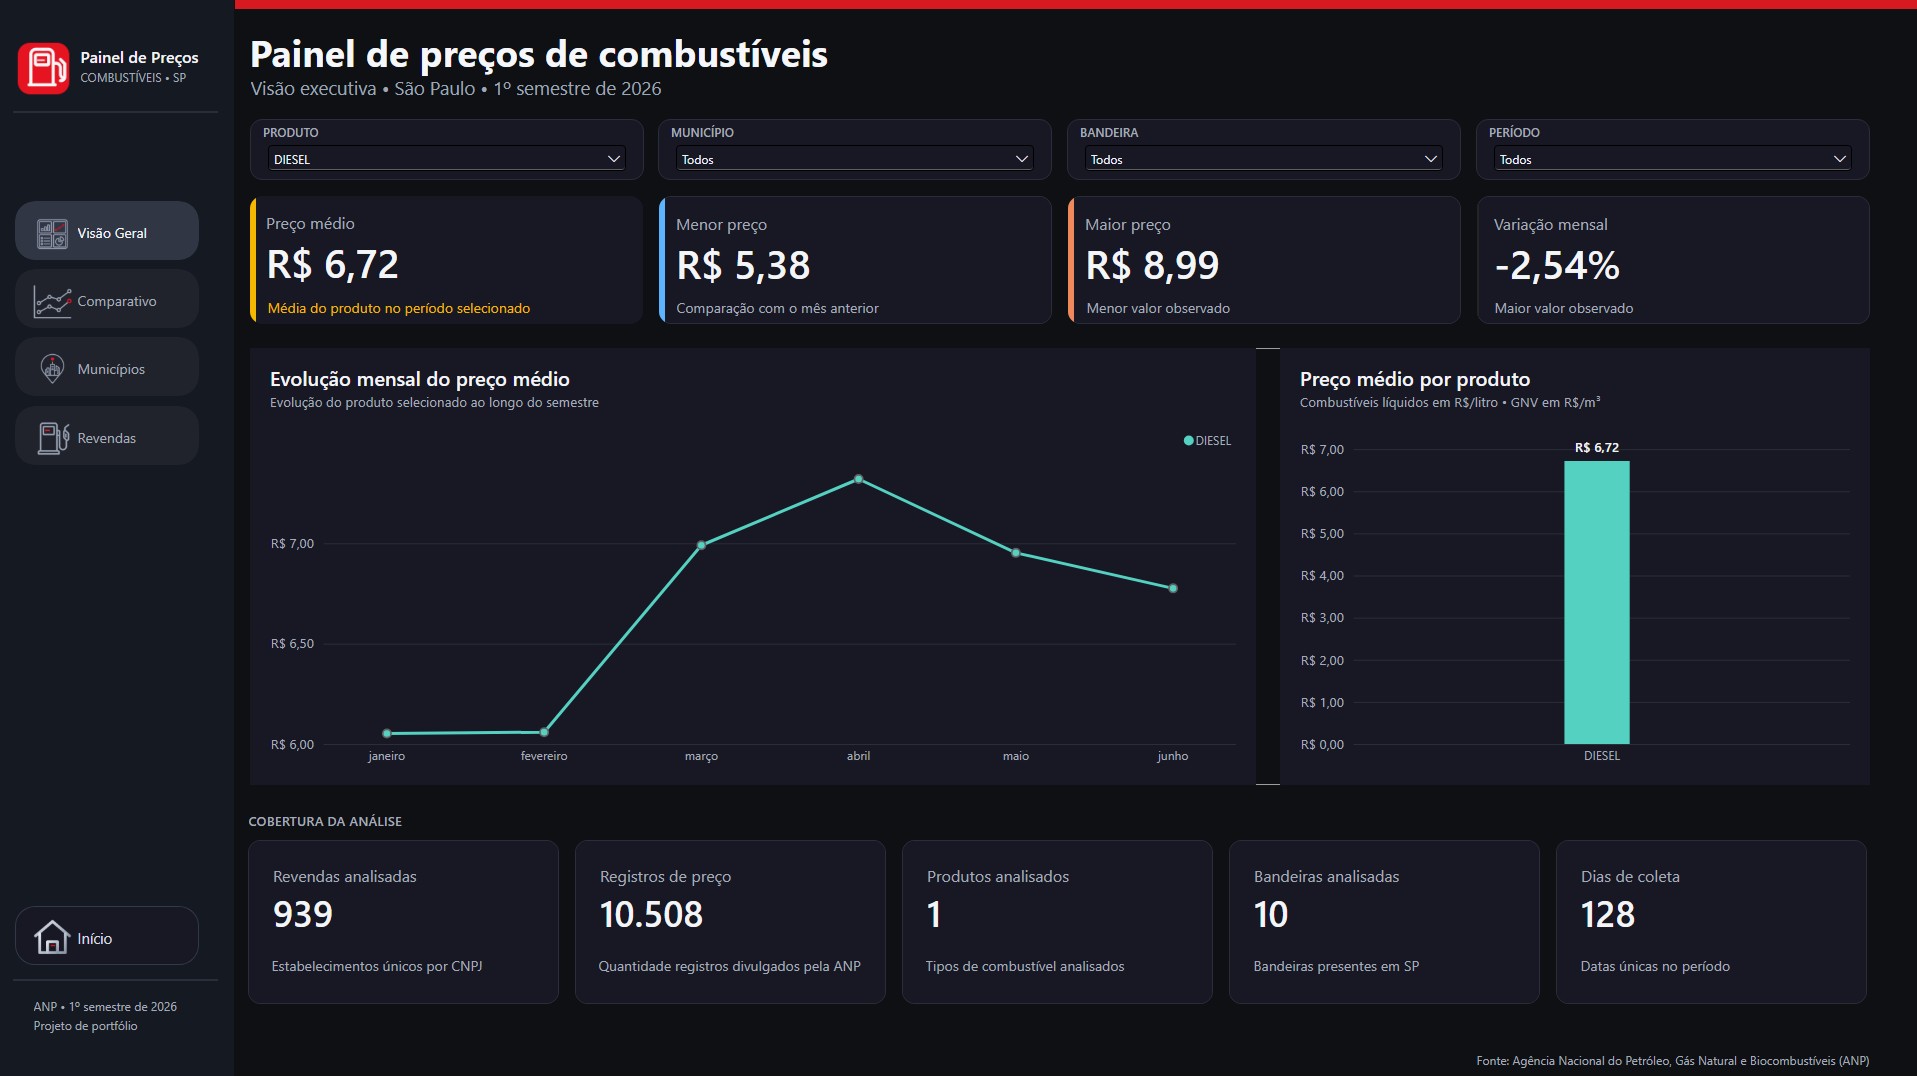 Painel de Preços
COMBUSTÍVEIS • SP
Visão Geral
Comparativo
Municípios
Revendas
Início
ANP • 1º semestre de 2026
Projeto de portfólio
Painel de preços de combustíveis
Visão executiva • São Paulo • 1º semestre de 2026
PRODUTO
DIESEL
MUNICÍPIO
Todos
BANDEIRA
Todos
PERÍODO
Todos
Preço médio
R$ 6,72
Média do produto no período selecionado
Menor preço
R$ 5,38
Comparação com o mês anterior
Maior preço
R$ 8,99
Menor valor observado
Variação mensal
-2,54%
Maior valor observado
Evolução mensal do preço médio
Evolução do produto selecionado ao longo do semestre
DIESEL
R$ 7,00
R$ 6,50
R$ 6,00
janeiro
fevereiro
março
abril
maio
junho
Preço médio por produto
Combustíveis líquidos em R$/litro • GNV em R$/m³
R$ 6,72
R$ 7,00
R$ 6,00
R$ 5,00
R$ 4,00
R$ 3,00
R$ 2,00
R$ 1,00
R$ 0,00
DIESEL
COBERTURA DA ANÁLISE
Revendas analisadas
939
Estabelecimentos únicos por CNPJ
Registros de preço
10.508
Quantidade registros divulgados pela ANP
Produtos analisados
1
Tipos de combustível analisados
Bandeiras analisadas
10
Bandeiras presentes em SP
Dias de coleta
128
Datas únicas no período
Fonte: Agência Nacional do Petróleo, Gás Natural e Biocombustíveis (ANP)